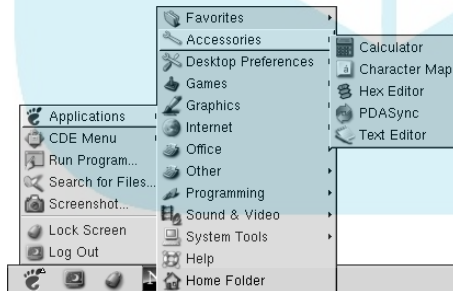 Applications
CDE Menu
Run Program...
Search for Files...
Screenshot...
Lock Screen
Log Out
Favorites
Accessories
Desktop Preferences
Games
Graphics
Internet
Office
Other
Programming
Sound & Video
System Tools
Help
Home Folder
Calculator
Character Map
Hex Editor
PDASync
Text Editor